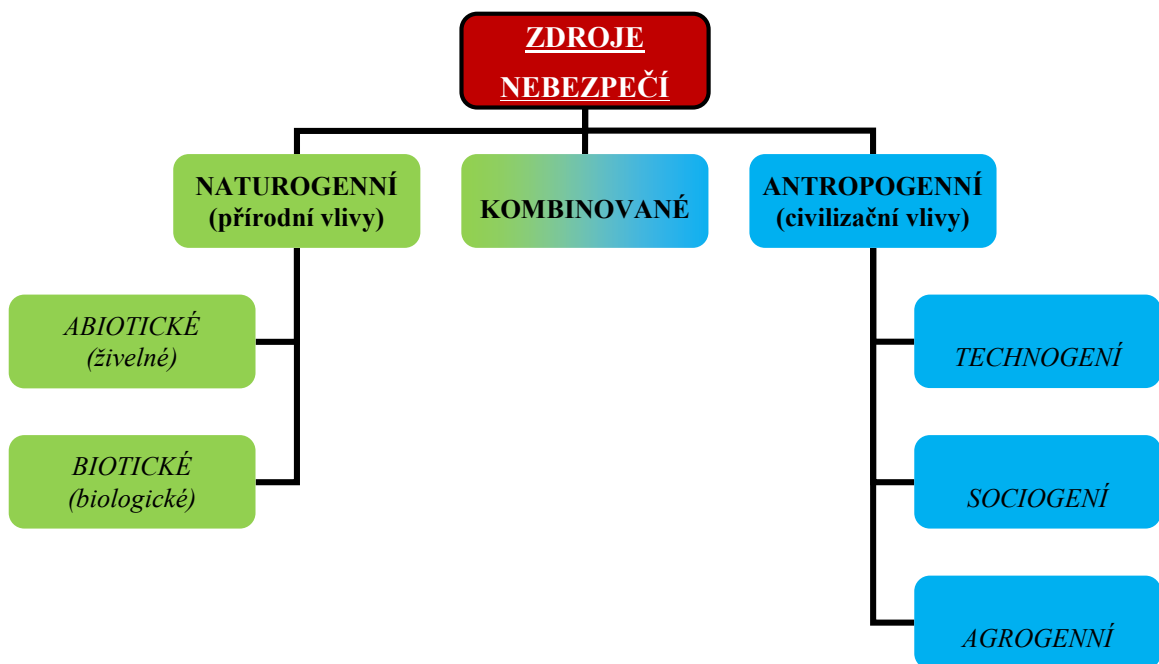 ZDROJE
NEBEZPEČÍ
NATUROGENNÍ
(přírodní vlivy)
KOMBINOVANÉ
ANTROPOGENNÍ
(civilizační vlivy)
ABIOTICKÉ
(živelné)
TECHNOGENÍ
BIOTICKÉ
(biologické)
SOCIOGENÍ
AGROGENNÍ